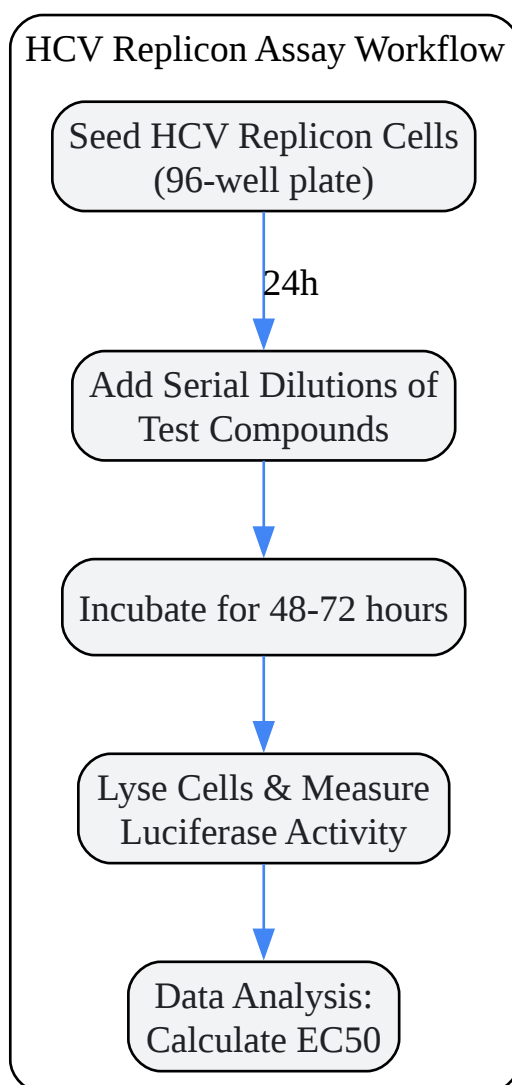 HCV Replicon Assay Workflow
Seed HCV Replicon Cells
(96-well plate)
24h
Add Serial Dilutions of
Test Compounds
Incubate for 48-72 hours
Lyse Cells & Measure
Luciferase Activity
Data Analysis:
Calculate EC50